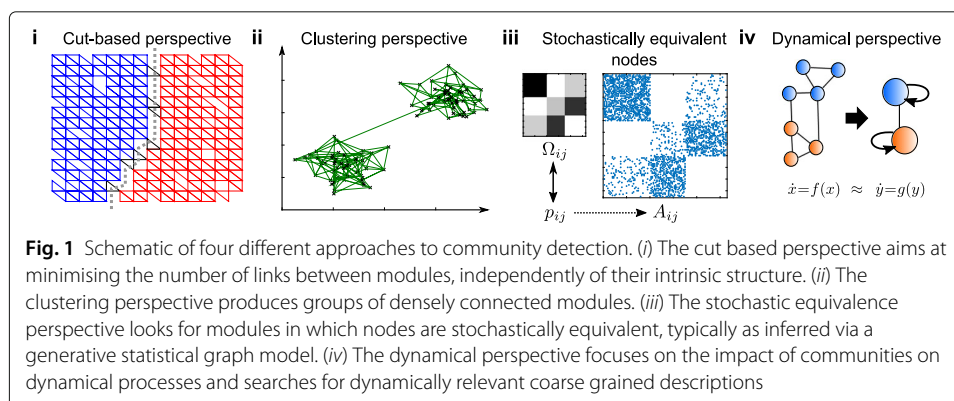 i Cut-based perspective ii Clustering perspective iii Stochastically equivalent nodes iv Dynamical perspective
Ω_ij
p_ij A_ij
ẋ=f(x) ≈ ẏ=g(y)
Fig. 1 Schematic of four different approaches to community detection. (i) The cut based perspective aims at
minimising the number of links between modules, independently of their intrinsic structure. (ii) The
clustering perspective produces groups of densely connected modules. (iii) The stochastic equivalence
perspective looks for modules in which nodes are stochastically equivalent, typically as inferred via a
generative statistical graph model. (iv) The dynamical perspective focuses on the impact of communities on
dynamical processes and searches for dynamically relevant coarse grained descriptions